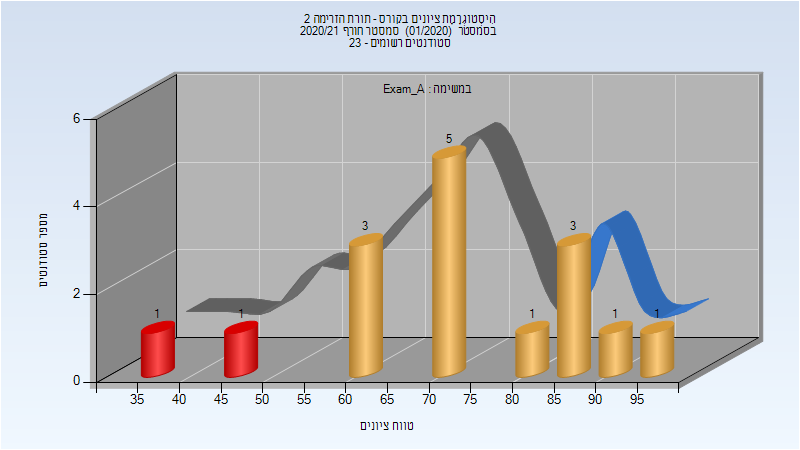 היסטוגרמת ציונים בקורס - תורת הזרימה 2
בסמסטר (01/2020) סמסטר חורף 2020/21
סטודנטים רשומים - 23
במשימה : Exam_A
מספר סטודנטים
6
4
2
0
1
1
3
5
1
3
1
1
35 40 45 50 55 60 65 70 75 80 85 90 95
טווח ציונים